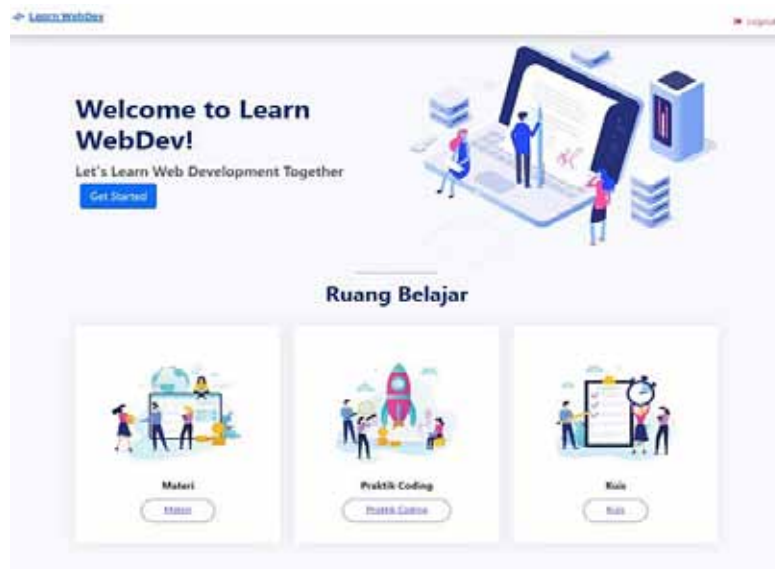 Learn WebDev
Logout
Welcome to Learn
WebDev!
Let's Learn Web Development Together
Get Started
Ruang Belajar
Materi
Praktik Coding
Kuis
Materi
Praktik Coding
Kuis